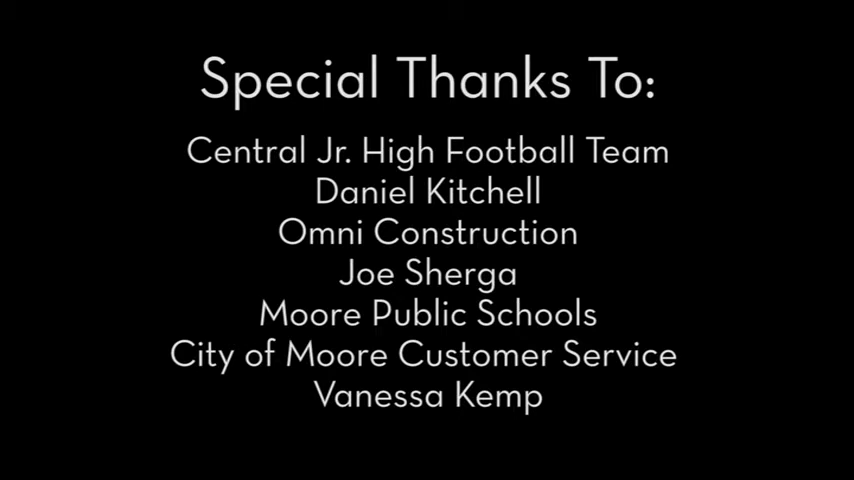 Special Thanks To:
Central Jr. High Football Team
Daniel Kitchell
Omni Construction
Joe Sherga
Moore Public Schools
City of Moore Customer Service
Vanessa Kemp